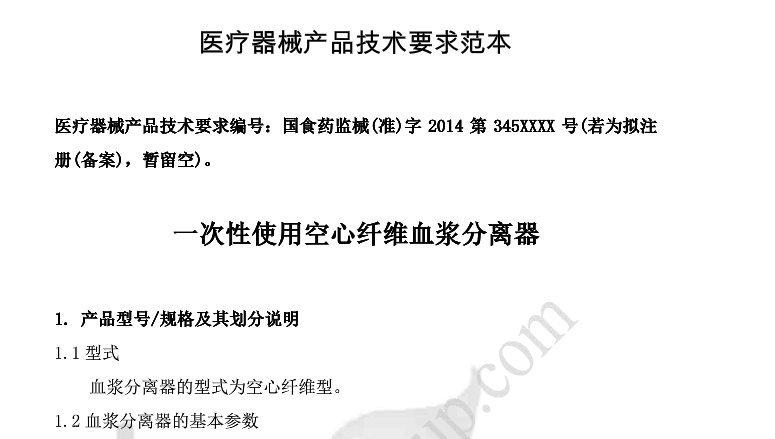 医疗器械产品技术要求范本
医疗器械产品技术要求编号：国食药监械(准)字 2014 第 345XXXX 号(若为拟注
册(备案)，暂留空)。
一次性使用空心纤维血浆分离器
1. 产品型号/规格及其划分说明
1.1 型式
血浆分离器的型式为空心纤维型。
1.2 血浆分离器的基本参数
up.com